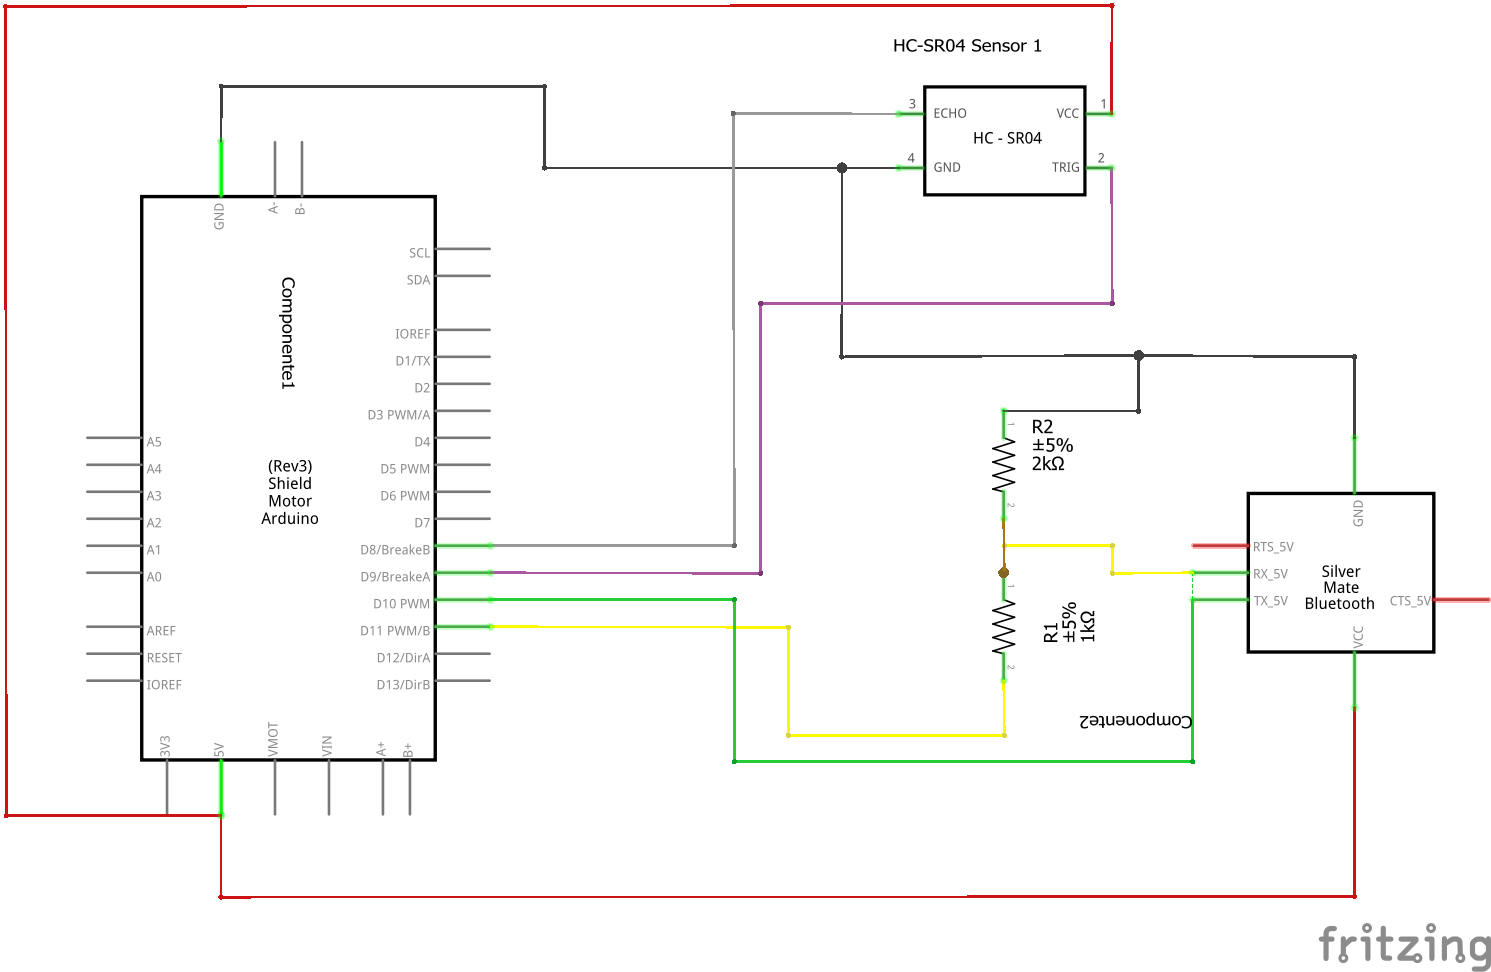 HC-SR04 Sensor 1
3
ECHO
VCC
1
HC - SR04
4
GND
TRIG
2
GND
A-
B-
Componente1
SCL
SDA
IOREF
D1/TX
D2
D3 PWM/A
D4
D5 PWM
D6 PWM
D7
D8/BreakeB
D9/BreakeA
D10 PWM
D11 PWM/B
D12/DirA
D13/DirB
A5
A4
A3
A2
A1
A0
AREF
RESET
IOREF
(Rev3)
Shield
Motor
Arduino
3V3
5V
VMOT
VIN
A+
B+
1
R2
±5%
2kΩ
2
1
R1
±5%
1kΩ
2
GND
RTS_5V
RX_5V
TX_5V
Silver
Mate
Bluetooth
CTS_5V
VCC
Componente2
fritzing